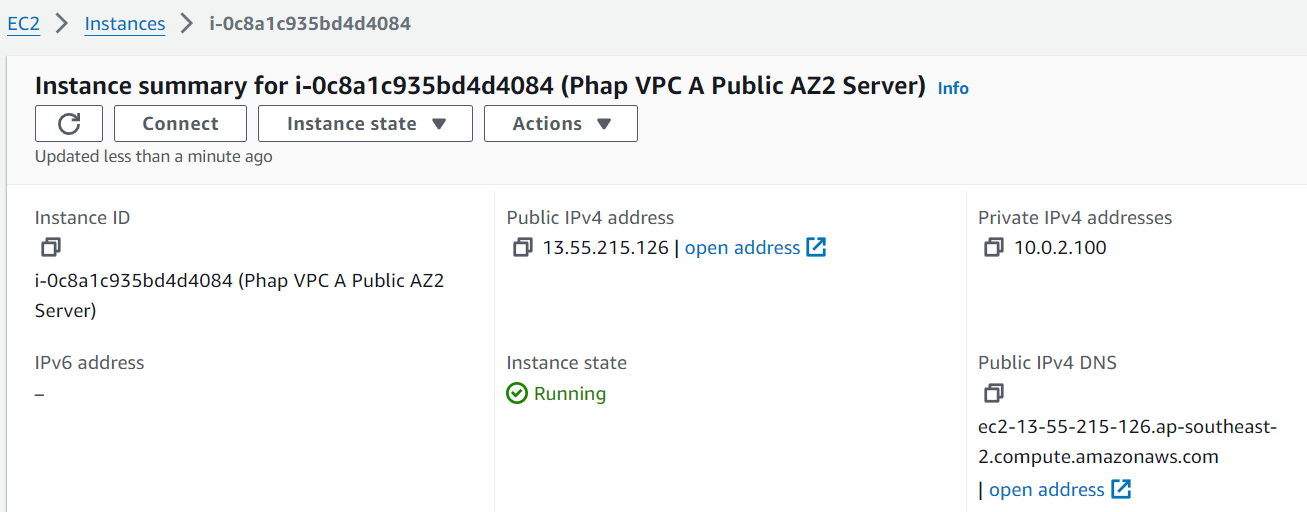 EC2 > Instances > i-0c8a1c935bd4d4084
Instance summary for i-0c8a1c935bd4d4084 (Phap VPC A Public AZ2 Server) Info
Connect Instance state Actions
Updated less than a minute ago
Instance ID
i-0c8a1c935bd4d4084 (Phap VPC A Public AZ2
Server)
Public IPv4 address
13.55.215.126 | open address
Private IPv4 addresses
10.0.2.100
IPv6 address
–
Instance state
Running
Public IPv4 DNS
ec2-13-55-215-126.ap-southeast-
2.compute.amazonaws.com
| open address